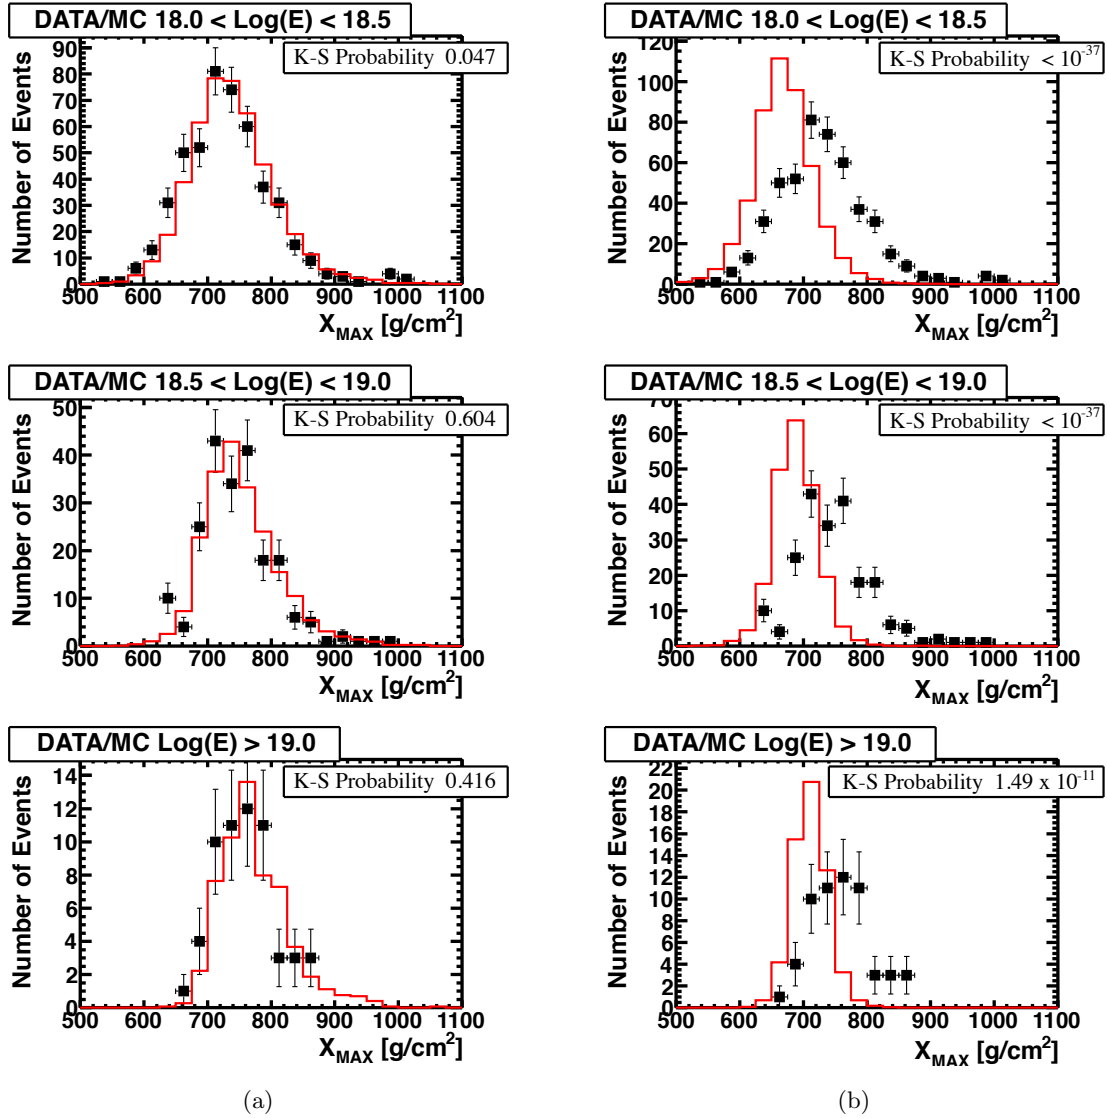 DATA/MC 18.0 < Log(E) < 18.5
K-S Probability 0.047
Number of Events
90
80
70
60
50
40
30
20
10
0
500 600 700 800 900 1000 1100
X_MAX [g/cm²]
DATA/MC 18.0 < Log(E) < 18.5
K-S Probability < 10⁻³⁷
Number of Events
120
100
80
60
40
20
0
500 600 700 800 900 1000 1100
X_MAX [g/cm²]
DATA/MC 18.5 < Log(E) < 19.0
K-S Probability 0.604
Number of Events
50
40
30
20
10
0
500 600 700 800 900 1000 1100
X_MAX [g/cm²]
DATA/MC 18.5 < Log(E) < 19.0
K-S Probability < 10⁻³⁷
Number of Events
70
60
50
40
30
20
10
0
500 600 700 800 900 1000 1100
X_MAX [g/cm²]
DATA/MC Log(E) > 19.0
K-S Probability 0.416
Number of Events
14
12
10
8
6
4
2
0
500 600 700 800 900 1000 1100
X_MAX [g/cm²]
DATA/MC Log(E) > 19.0
K-S Probability 1.49 x 10⁻¹¹
Number of Events
22
20
18
16
14
12
10
8
6
4
2
0
500 600 700 800 900 1000 1100
X_MAX [g/cm²]
(a)
(b)